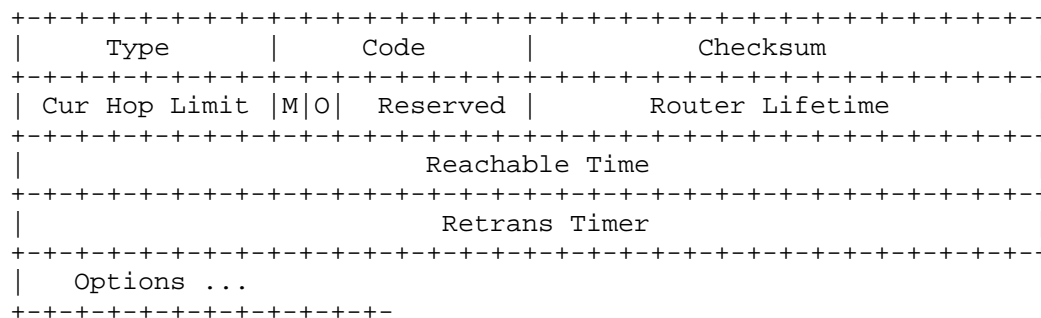 +-+-+-+-+-+-+-+-+-+-+-+-+-+-+-+-+-+-+-+-+-+-+-+-+-+-+-+-+-+-+-+--
|     Type      |     Code      |          Checksum             |
+-+-+-+-+-+-+-+-+-+-+-+-+-+-+-+-+-+-+-+-+-+-+-+-+-+-+-+-+-+-+-+--
| Cur Hop Limit |M|O|  Reserved |       Router Lifetime         |
+-+-+-+-+-+-+-+-+-+-+-+-+-+-+-+-+-+-+-+-+-+-+-+-+-+-+-+-+-+-+-+--
|                         Reachable Time                        |
+-+-+-+-+-+-+-+-+-+-+-+-+-+-+-+-+-+-+-+-+-+-+-+-+-+-+-+-+-+-+-+--
|                          Retrans Timer                        |
+-+-+-+-+-+-+-+-+-+-+-+-+-+-+-+-+-+-+-+-+-+-+-+-+-+-+-+-+-+-+-+--
|   Options ...
+-+-+-+-+-+-+-+-+-+-+-+-